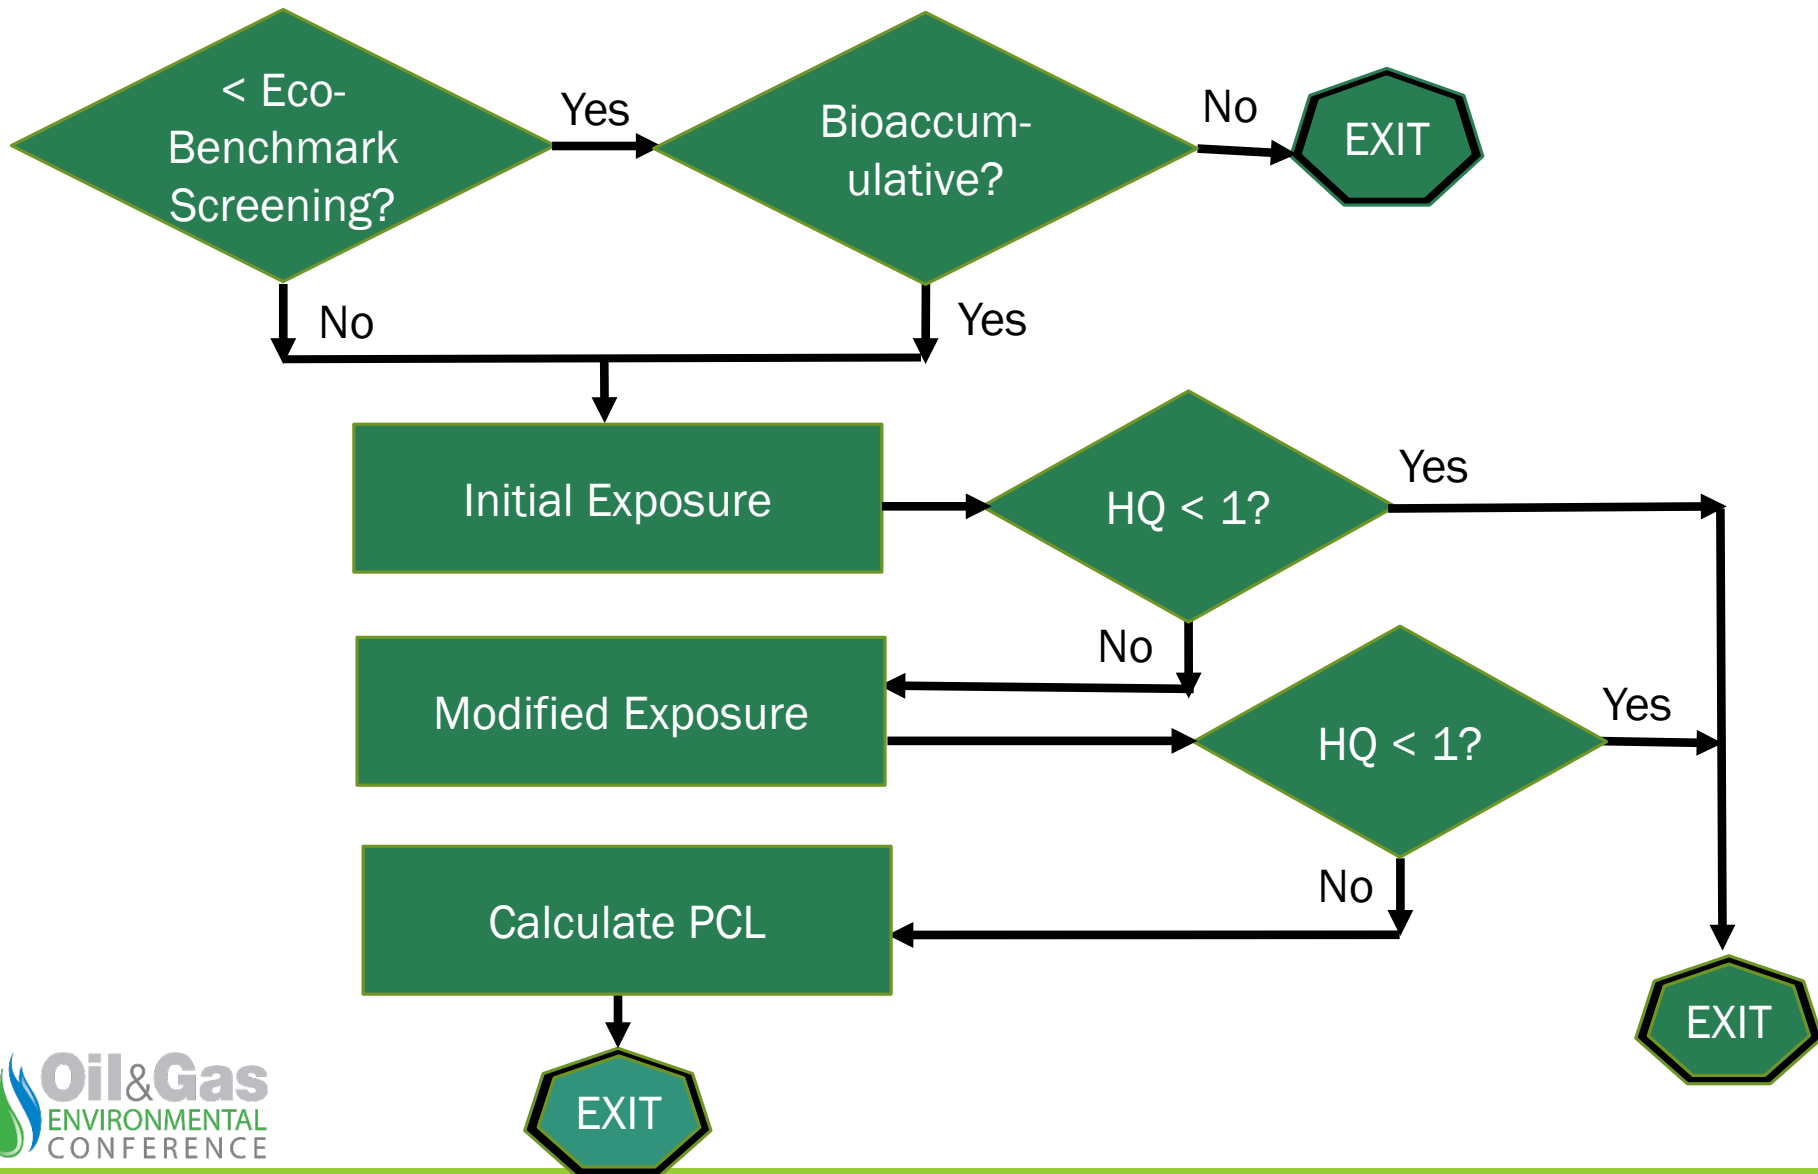 < Eco-
Benchmark
Screening?
Yes
Bioaccum-
ulative?
No
EXIT
No
Yes
Initial Exposure
HQ < 1?
Yes
No
Modified Exposure
HQ < 1?
Yes
No
Calculate PCL
EXIT
EXIT
Oil&Gas
ENVIRONMENTAL
CONFERENCE